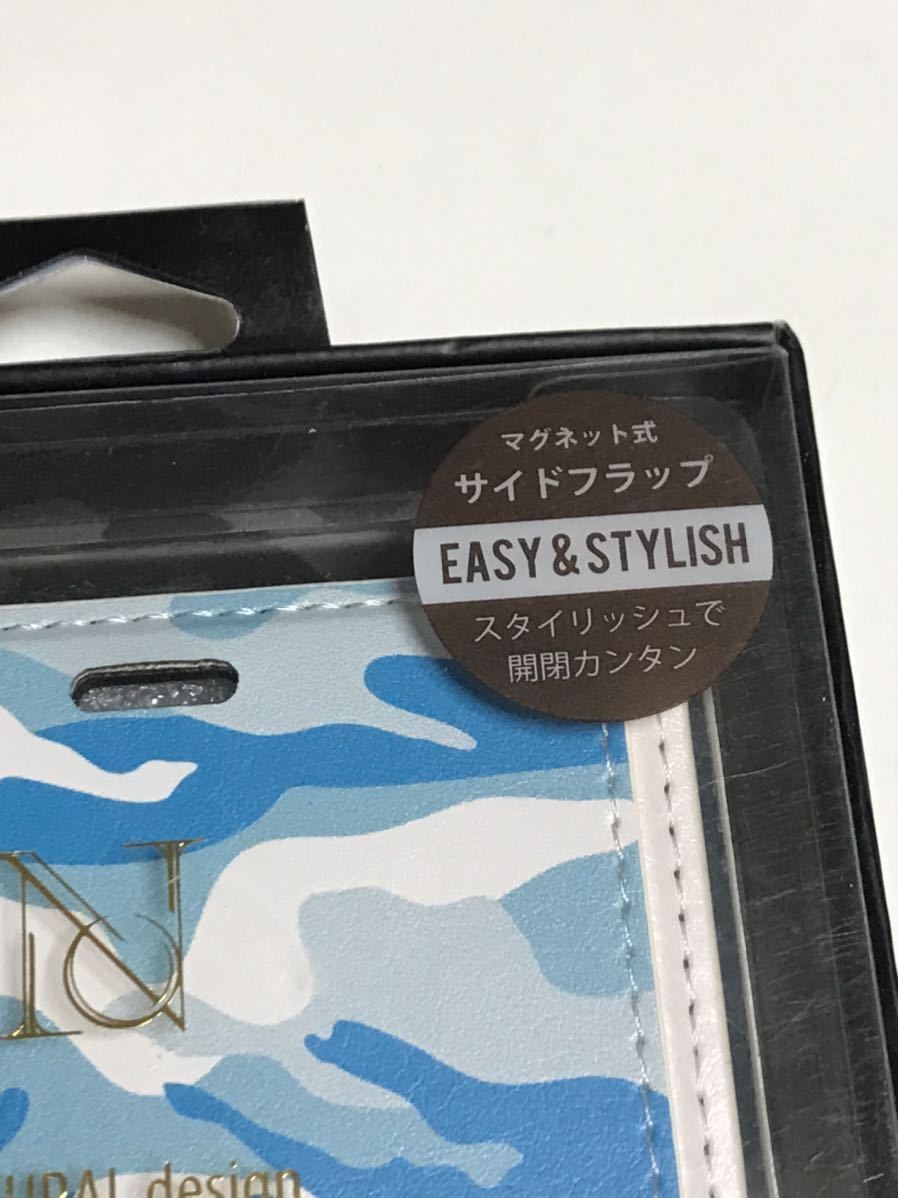 マグネット式
サイドフラップ
EASY & STYLISH
スタイリッシュで
開閉カンタン
N
design